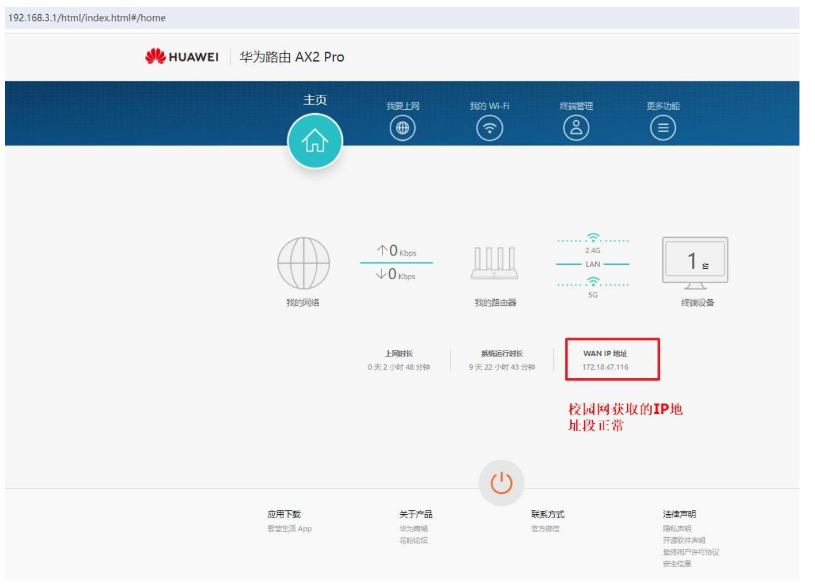 192.168.3.1/html/index.html#/home
HUAWEI 华为路由 AX2 Pro
主页 我要上网 我的 Wi-Fi 终端管理 更多功能
↑0 Kbps
↓0 Kbps
2.4G
LAN
5G
1 台
我的网络 我的路由器 终端设备
上网时长 系统运行时长 WAN IP 地址
0 天 2 小时 48 分钟 9 天 22 小时 45 分钟 172.18.47.116
校园网获取的IP地
址段正常
应用下载 关于产品 联系方式 法律声明
智慧生活 App 华为商城 官方微信 隐私声明
花粉论坛 开源软件声明
最终用户许可协议
安全信息